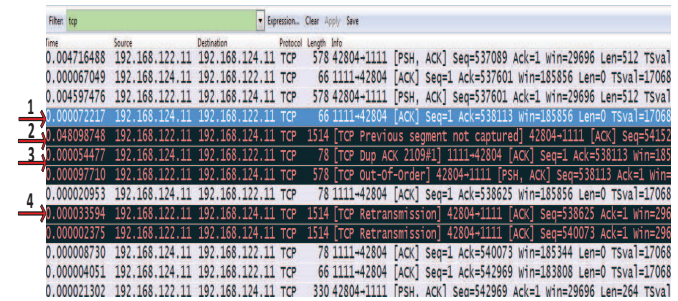 Filter: tcp Expression... Clear Apply Save
Time Source Destination Protocol Length Info
0.004716488 192.168.122.11 192.168.124.11 TCP 578 42804→1111 [PSH, ACK] Seq=537089 Ack=1 Win=29696 Len=512 TSval
0.000067049 192.168.124.11 192.168.122.11 TCP 66 1111→42804 [ACK] Seq=1 Ack=537601 Win=185856 Len=0 TSval=17068
0.004597476 192.168.122.11 192.168.124.11 TCP 578 42804→1111 [PSH, ACK] Seq=537601 Ack=1 Win=29696 Len=512 TSval
1 0.000072217 192.168.124.11 192.168.122.11 TCP 66 1111→42804 [ACK] Seq=1 Ack=538113 Win=185856 Len=0 TSval=17068
2 0.048098748 192.168.122.11 192.168.124.11 TCP 1514 [TCP Previous segment not captured] 42804→1111 [ACK] Seq=54152
3 0.000054477 192.168.124.11 192.168.122.11 TCP 78 [TCP Dup ACK 2109#1] 1111→42804 [ACK] Seq=1 Ack=538113 Win=185
0.000097710 192.168.122.11 192.168.124.11 TCP 578 [TCP Out-Of-Order] 42804→1111 [PSH, ACK] Seq=538113 Ack=1 Win=
0.000020953 192.168.124.11 192.168.122.11 TCP 78 1111→42804 [ACK] Seq=1 Ack=538625 Win=185856 Len=0 TSval=17068
4 0.000033594 192.168.122.11 192.168.124.11 TCP 1514 [TCP Retransmission] 42804→1111 [ACK] Seq=538625 Ack=1 Win=296
0.000002375 192.168.122.11 192.168.124.11 TCP 1514 [TCP Retransmission] 42804→1111 [ACK] Seq=540073 Ack=1 Win=296
0.000008730 192.168.124.11 192.168.122.11 TCP 78 1111→42804 [ACK] Seq=1 Ack=540073 Win=185344 Len=0 TSval=17068
0.000004051 192.168.124.11 192.168.122.11 TCP 66 1111→42804 [ACK] Seq=1 Ack=542969 Win=183808 Len=0 TSval=17068
0.000021302 192.168.122.11 192.168.124.11 TCP 330 42804→1111 [PSH, ACK] Seq=542969 Ack=1 Win=29696 Len=264 TSval